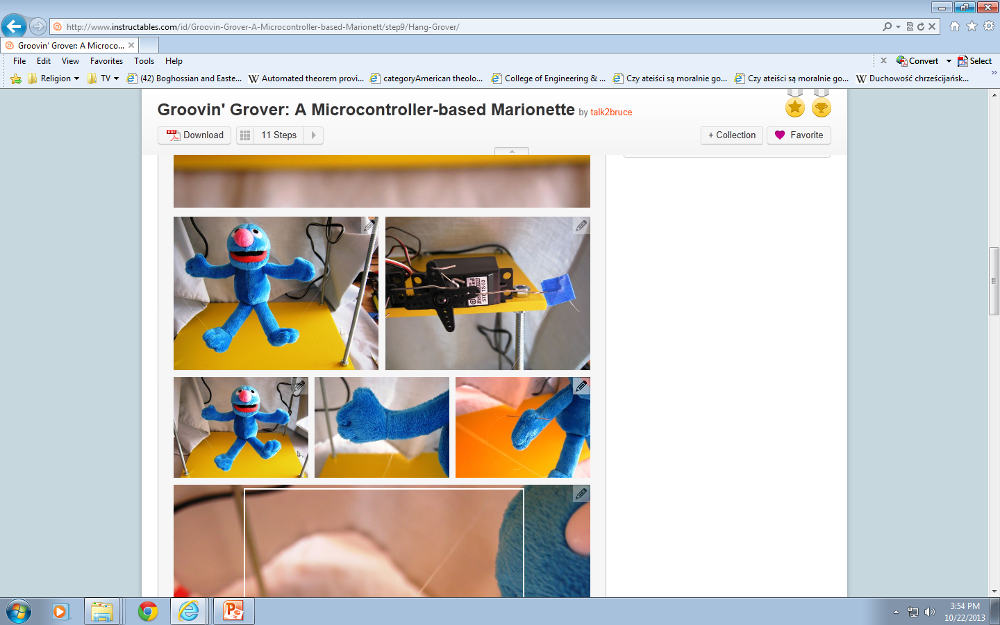 http://www.instructables.com/id/Groovin-Grover-A-Microcontroller-based-Marionett/step9/Hang-Grover/
Groovin' Grover: A Microco...
File Edit View Favorites Tools Help
Convert Select
Religion TV (42) Boghossian and Easte... Automated theorem provi... categoryAmerican theolo... College of Engineering & ... Czy ateiści są moralnie go... Czy ateiści są moralnie go... Duchowość chrześcijańsk...
Groovin' Grover: A Microcontroller-based Marionette by talk2bruce
PDF Download 11 Steps + Collection Favorite
TS-53
3:54 PM
10/22/2013